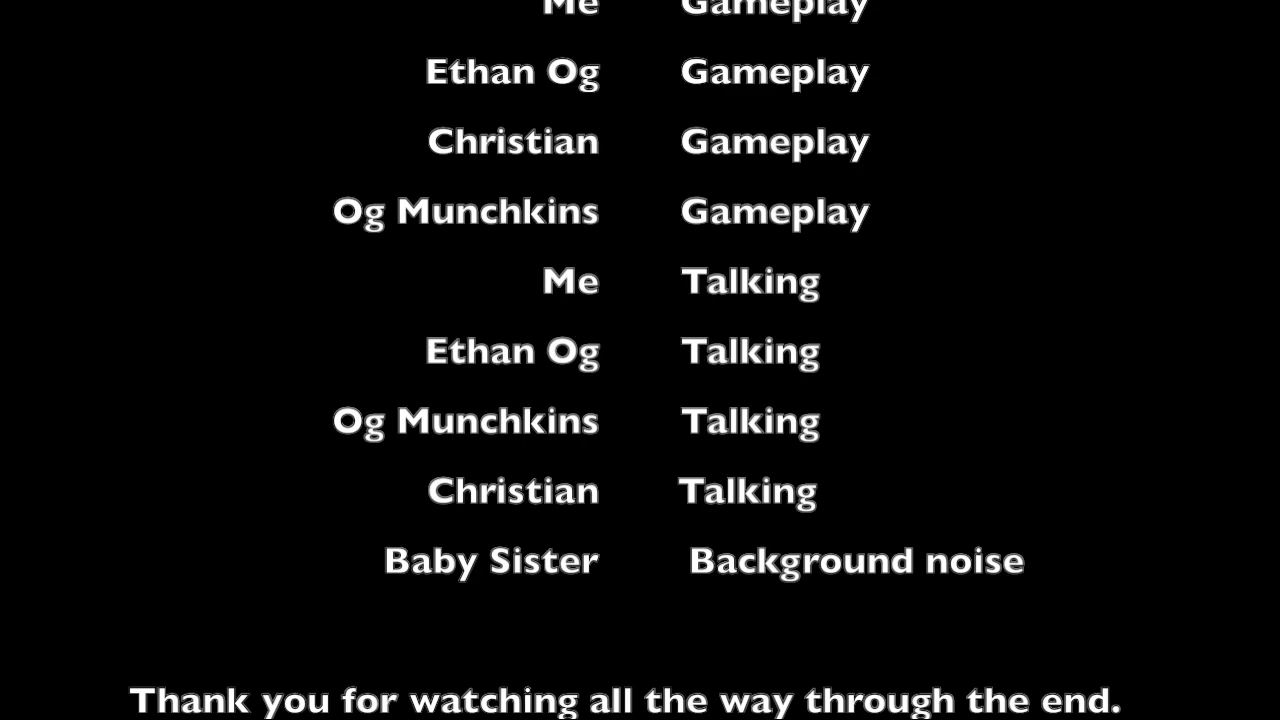 Me Gameplay
Ethan Og Gameplay
Christian Gameplay
Og Munchkins Gameplay
Me Talking
Ethan Og Talking
Og Munchkins Talking
Christian Talking
Baby Sister Background noise
Thank you for watching all the way through the end.